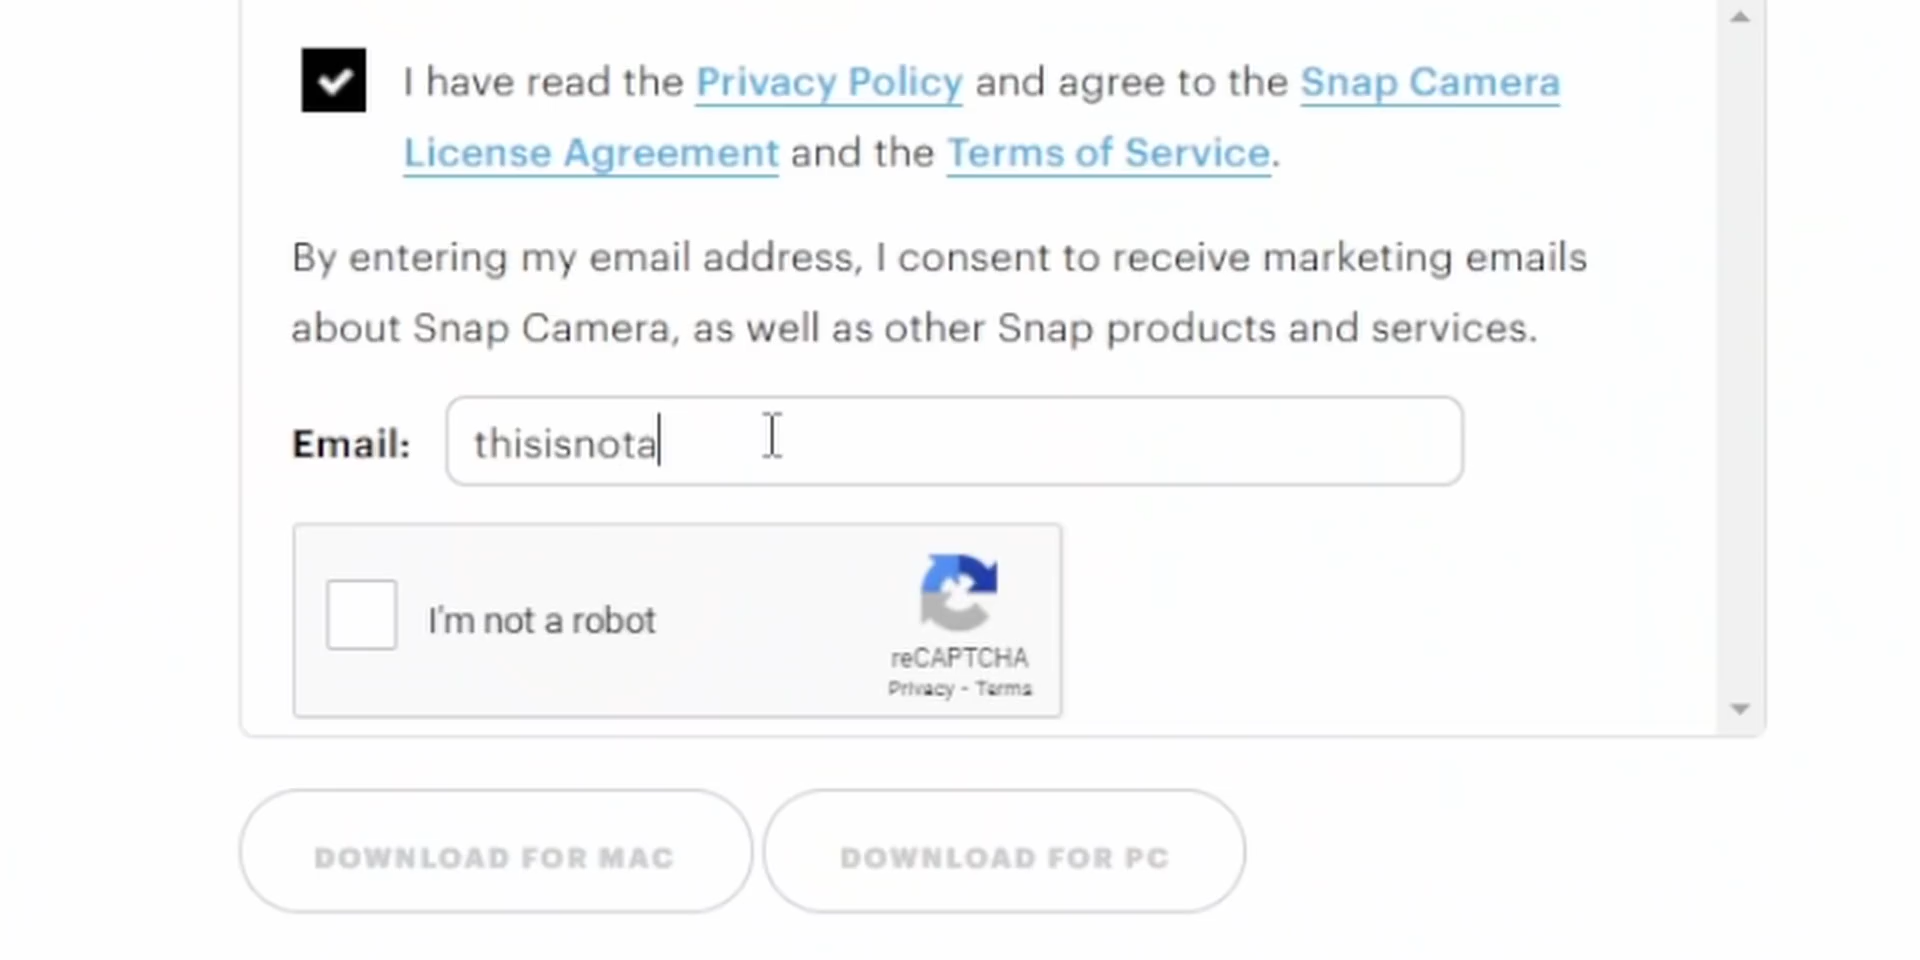 I have read the Privacy Policy and agree to the Snap Camera
License Agreement and the Terms of Service.
By entering my email address, I consent to receive marketing emails
about Snap Camera, as well as other Snap products and services.
Email: thisisnota
I'm not a robot
reCAPTCHA
Privacy - Terms
DOWNLOAD FOR MAC DOWNLOAD FOR PC